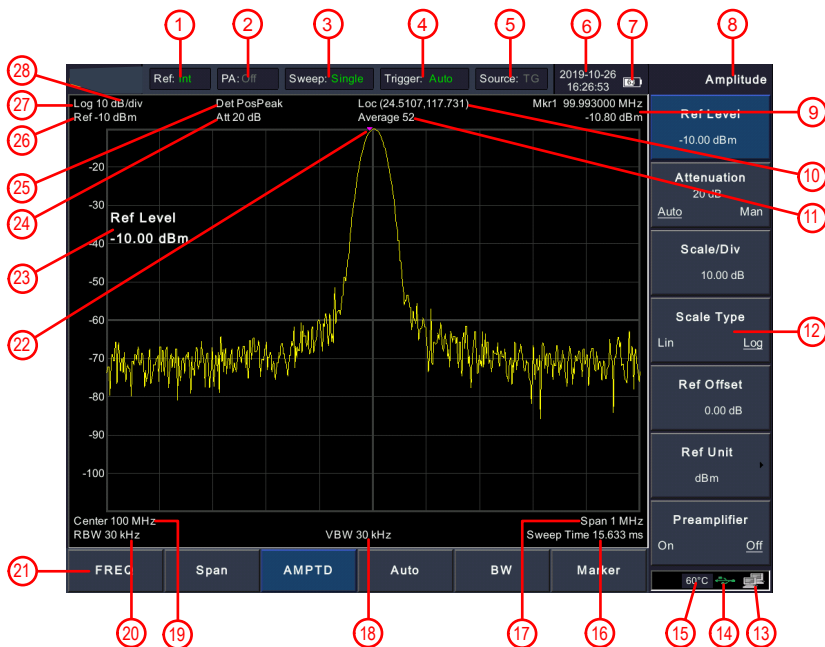 1 2 3 4 5 6 7 8
28 Ref: Int PA: Off Sweep: Single Trigger: Auto Source: TG 2019-10-26 Amplitude
16:26:53
27 Log 10 dB/div Det PosPeak Loc (24.5107,117.731) Mkr1 99.993000 MHz 9
26 Ref -10 dBm Att 20 dB Average 52 -10.80 dBm
Ref Level
-10.00 dBm
10
25
-20
Attenuation
20 dB
Auto Man
11
24
-30
Ref Level
-10.00 dBm
23
-40
Scale/Div
10.00 dB
-50
22
-60
Scale Type
Lin Log
12
-70
-80
Ref Offset
0.00 dB
-90
-100
Ref Unit
dBm
Center 100 MHz Span 1 MHz
RBW 30 kHz VBW 30 kHz Sweep Time 15.633 ms
Preamplifier
On Off
21 FREQ Span AMPTD Auto BW Marker
60°C
20 19 18 17 16 15 14 13